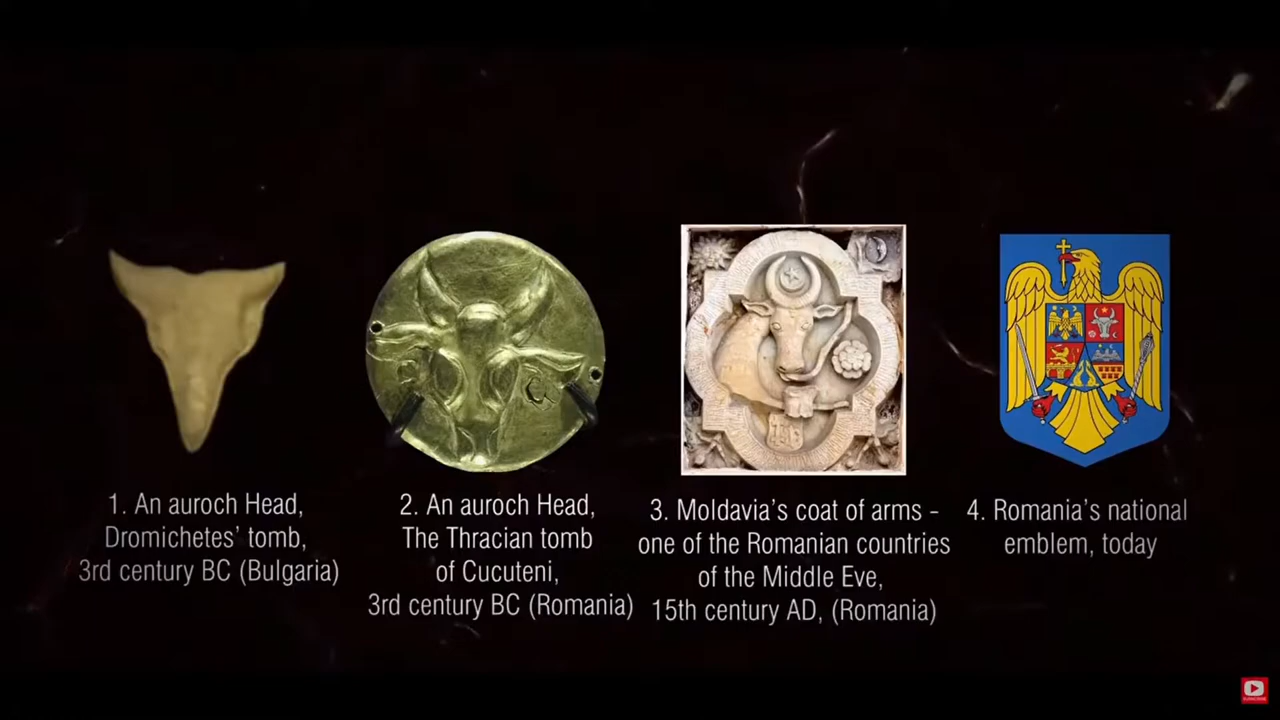 1. An auroch Head,
Dromichetes' tomb,
3rd century BC (Bulgaria)
2. An auroch Head,
The Thracian tomb
of Cucuteni,
3rd century BC (Romania)
3. Moldavia's coat of arms -
one of the Romanian countries
of the Middle Eve,
15th century AD, (Romania)
4. Romania's national
emblem, today
SUBSCRIBE